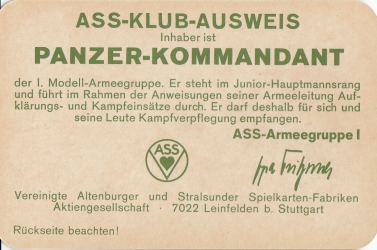 ASS-KLUB-AUSWEIS
Inhaber ist
PANZER-KOMMANDANT
der I. Modell-Armeegruppe. Er steht im Junior-Hauptmannsrang
und führt im Rahmen der Anweisungen seiner Armeeleitung Auf-
klärungs- und Kampfeinsätze durch. Er darf deshalb für sich und
seine Leute Kampfverpflegung empfangen.
ASS-Armeegruppe I
ASS
Vereinigte Altenburger und Stralsunder Spielkarten-Fabriken
Aktiengesellschaft · 7022 Leinfelden b. Stuttgart
Rückseite beachten!